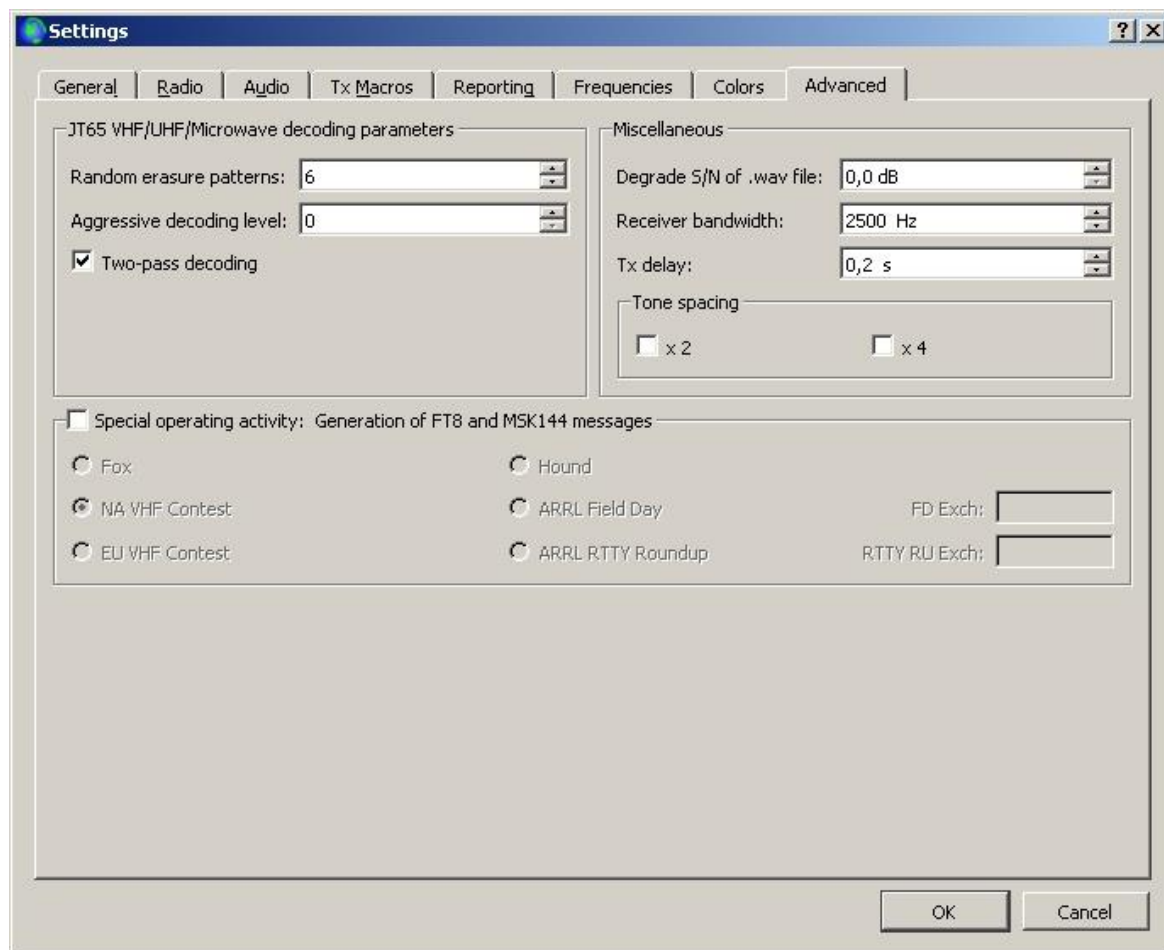 Settings
General Radio Audio Tx Macros Reporting Frequencies Colors Advanced
JT65 VHF/UHF/Microwave decoding parameters
Random erasure patterns: 6
Aggressive decoding level: 0
Two-pass decoding
Miscellaneous
Degrade S/N of .wav file: 0,0 dB
Receiver bandwidth: 2500 Hz
Tx delay: 0,2 s
Tone spacing
x 2 x 4
Special operating activity: Generation of FT8 and MSK144 messages
Fox Hound
NA VHF Contest ARRL Field Day FD Exch:
EU VHF Contest ARRL RTTY Roundup RTTY RU Exch:
OK Cancel